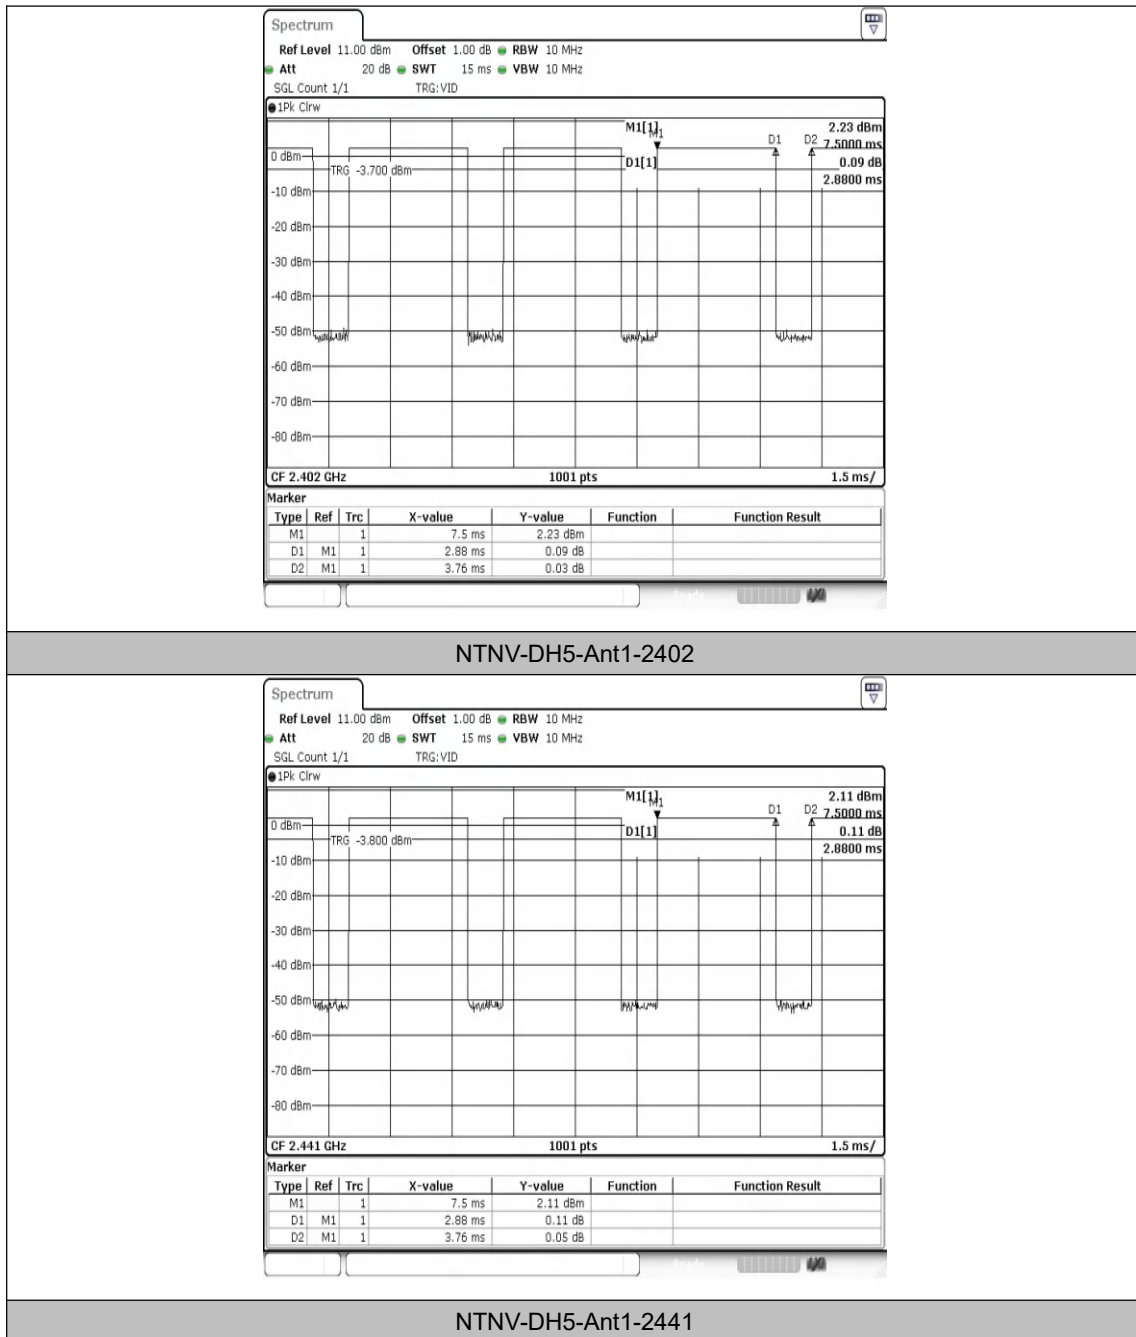 Spectrum
Ref Level 11.00 dBm Offset 1.00 dB RBW 10 MHz
Att 20 dB SWT 15 ms VBW 10 MHz
SGL Count 1/1 TRG:VID
1Pk Clrw
M1[1] 2.23 dBm
M1 D1 D2 7.5000 ms
0 dBm D1[1] 0.09 dB
TRG -3.700 dBm 2.8800 ms
-10 dBm
-20 dBm
-30 dBm
-40 dBm
-50 dBm
-60 dBm
-70 dBm
-80 dBm
CF 2.402 GHz 1001 pts 1.5 ms/
Marker
Type Ref Trc X-value Y-value Function Function Result
M1 1 7.5 ms 2.23 dBm
D1 M1 1 2.88 ms 0.09 dB
D2 M1 1 3.76 ms 0.03 dB
Ready
NTNV-DH5-Ant1-2402
Spectrum
Ref Level 11.00 dBm Offset 1.00 dB RBW 10 MHz
Att 20 dB SWT 15 ms VBW 10 MHz
SGL Count 1/1 TRG:VID
1Pk Clrw
M1[1] 2.11 dBm
M1 D1 D2 7.5000 ms
0 dBm D1[1] 0.11 dB
TRG -3.800 dBm 2.8800 ms
-10 dBm
-20 dBm
-30 dBm
-40 dBm
-50 dBm
-60 dBm
-70 dBm
-80 dBm
CF 2.441 GHz 1001 pts 1.5 ms/
Marker
Type Ref Trc X-value Y-value Function Function Result
M1 1 7.5 ms 2.11 dBm
D1 M1 1 2.88 ms 0.11 dB
D2 M1 1 3.76 ms 0.05 dB
Ready
NTNV-DH5-Ant1-2441